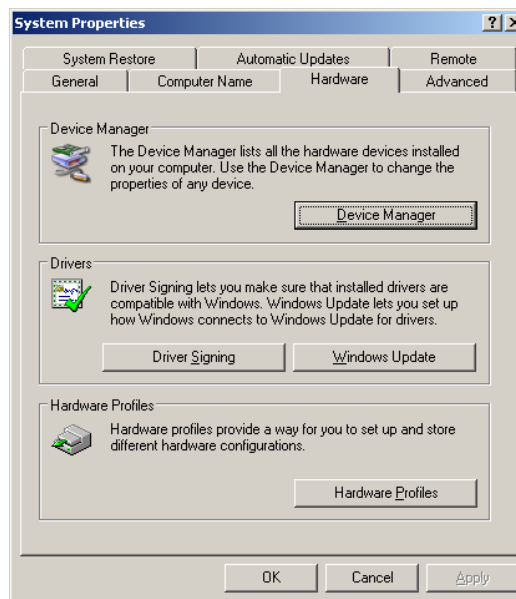 System Properties
System Restore Automatic Updates Remote
General Computer Name Hardware Advanced
Device Manager
The Device Manager lists all the hardware devices installed
on your computer. Use the Device Manager to change the
properties of any device.
Device Manager
Drivers
Driver Signing lets you make sure that installed drivers are
compatible with Windows. Windows Update lets you set up
how Windows connects to Windows Update for drivers.
Driver Signing Windows Update
Hardware Profiles
Hardware profiles provide a way for you to set up and store
different hardware configurations.
Hardware Profiles
OK Cancel Apply